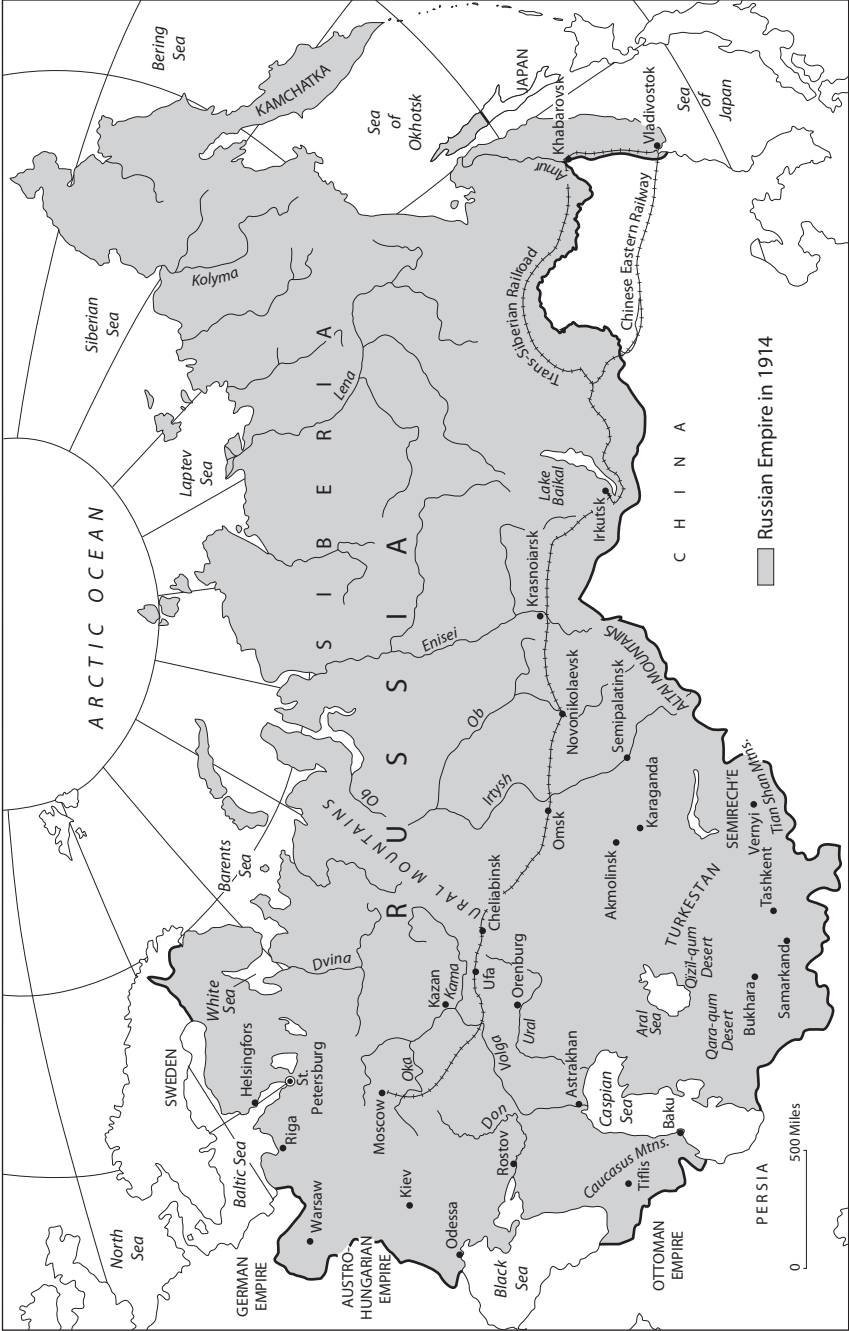 ARCTIC OCEAN
Bering
Sea
KAMCHATKA
Sea
of
Okhotsk
JAPAN
Sea
of
Japan
Siberian
Sea
Laptev
Sea
Barents
Sea
White
Sea
North
Sea
Baltic Sea
SWEDEN
GERMAN
EMPIRE
AUSTRO-
HUNGARIAN
EMPIRE
OTTOMAN
EMPIRE
PERSIA
CHINA
RUSSIA
SIBERIA
URAL MOUNTAINS
ALTAI MOUNTAINS
Tian Shan Mtns.
Caucasus Mtns.
TURKESTAN
SEMIRECH'E
Qizil-qum
Desert
Qara-qum
Desert
Aral
Sea
Caspian
Sea
Black
Sea
Lake
Baikal
Kolyma
Lena
Enisei
Ob
Ob
Irtysh
Amur
Dvina
Kama
Oka
Volga
Ural
Don
Trans-Siberian Railroad
Chinese Eastern Railway
Khabarovsk
Vladivostok
Irkutsk
Krasnoiarsk
Novonikolaevsk
Semipalatinsk
Omsk
Karaganda
Akmolinsk
Cheliabinsk
Ufa
Orenburg
Kazan
Moscow
Helsingfors
St.
Petersburg
Riga
Warsaw
Kiev
Odessa
Rostov
Astrakhan
Tiflis
Baku
Bukhara
Samarkand
Tashkent
Vernyi
Russian Empire in 1914
0
500 Miles